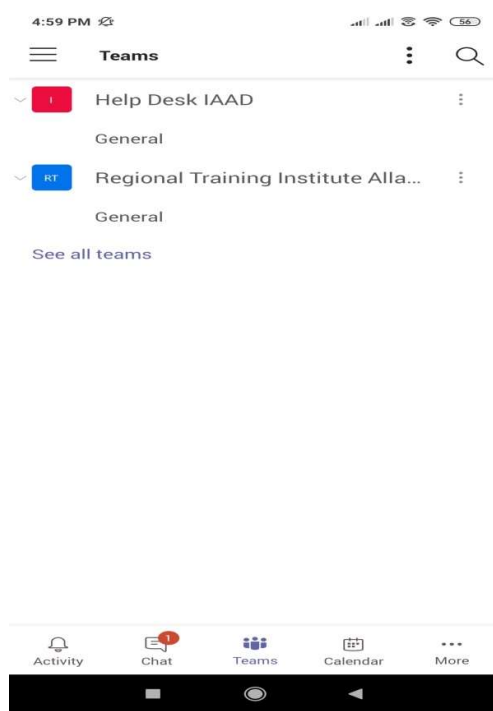 4:59 PM 56
Teams
I Help Desk IAAD
General
RT Regional Training Institute Alla...
General
See all teams
1
Activity Chat Teams Calendar More